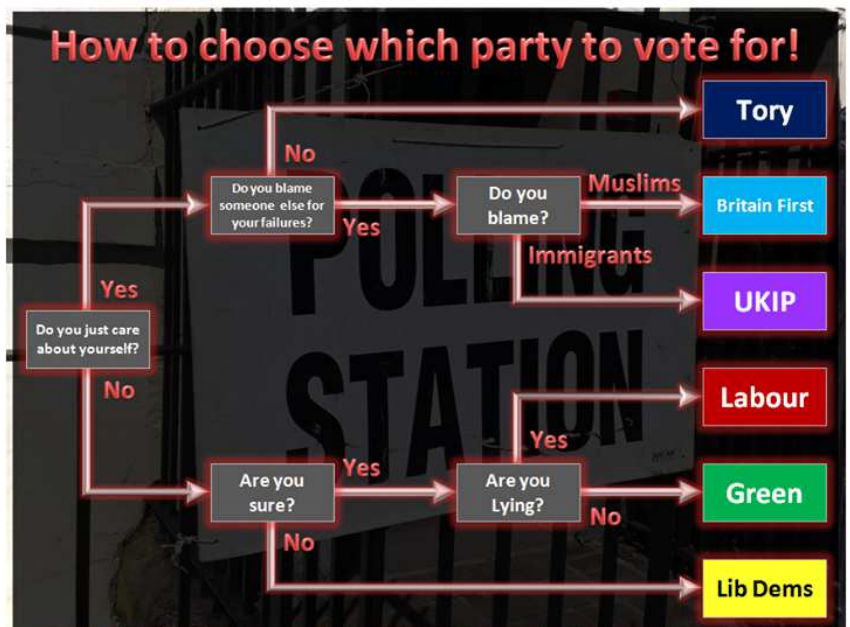 How to choose which party to vote for!
Tory
No
Do you blame
someone else for
your failures?
Yes
Do you
blame?
Muslims
Britain First
Immigrants
UKIP
Yes
Do you just care
about yourself?
No
Labour
Yes
Are you
sure?
Yes
Are you
Lying?
No
Green
No
Lib Dems
POLLING
STATION